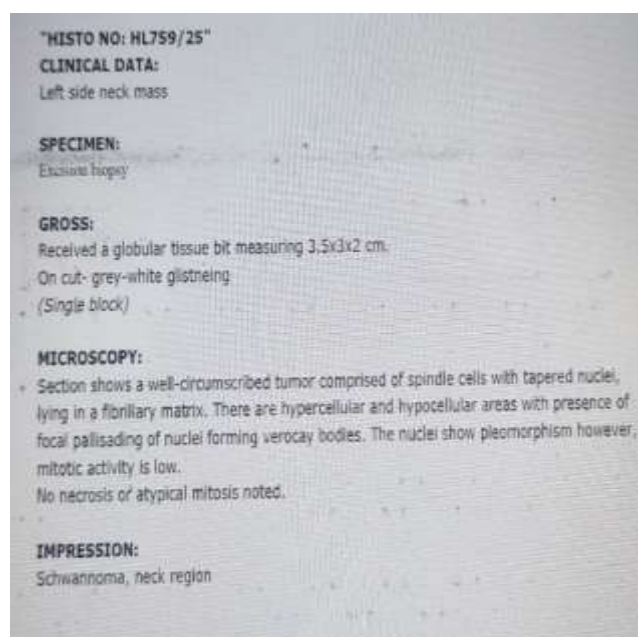 "HISTO NO: HL759/25"
CLINICAL DATA:
Left side neck mass
SPECIMEN:
Excision biopsy
GROSS:
Received a globular tissue bit measuring 3.5x3x2 cm.
On cut- grey-white glistneing
(Single block)
MICROSCOPY:
Section shows a well-circumscribed tumor comprised of spindle cells with tapered nuclei,
lying in a fibrillary matrix. There are hypercellular and hypocellular areas with presence of
focal pallisading of nuclei forming verocay bodies. The nuclei show pleomorphism however,
mitotic activity is low.
No necrosis or atypical mitosis noted.
IMPRESSION:
Schwannoma, neck region